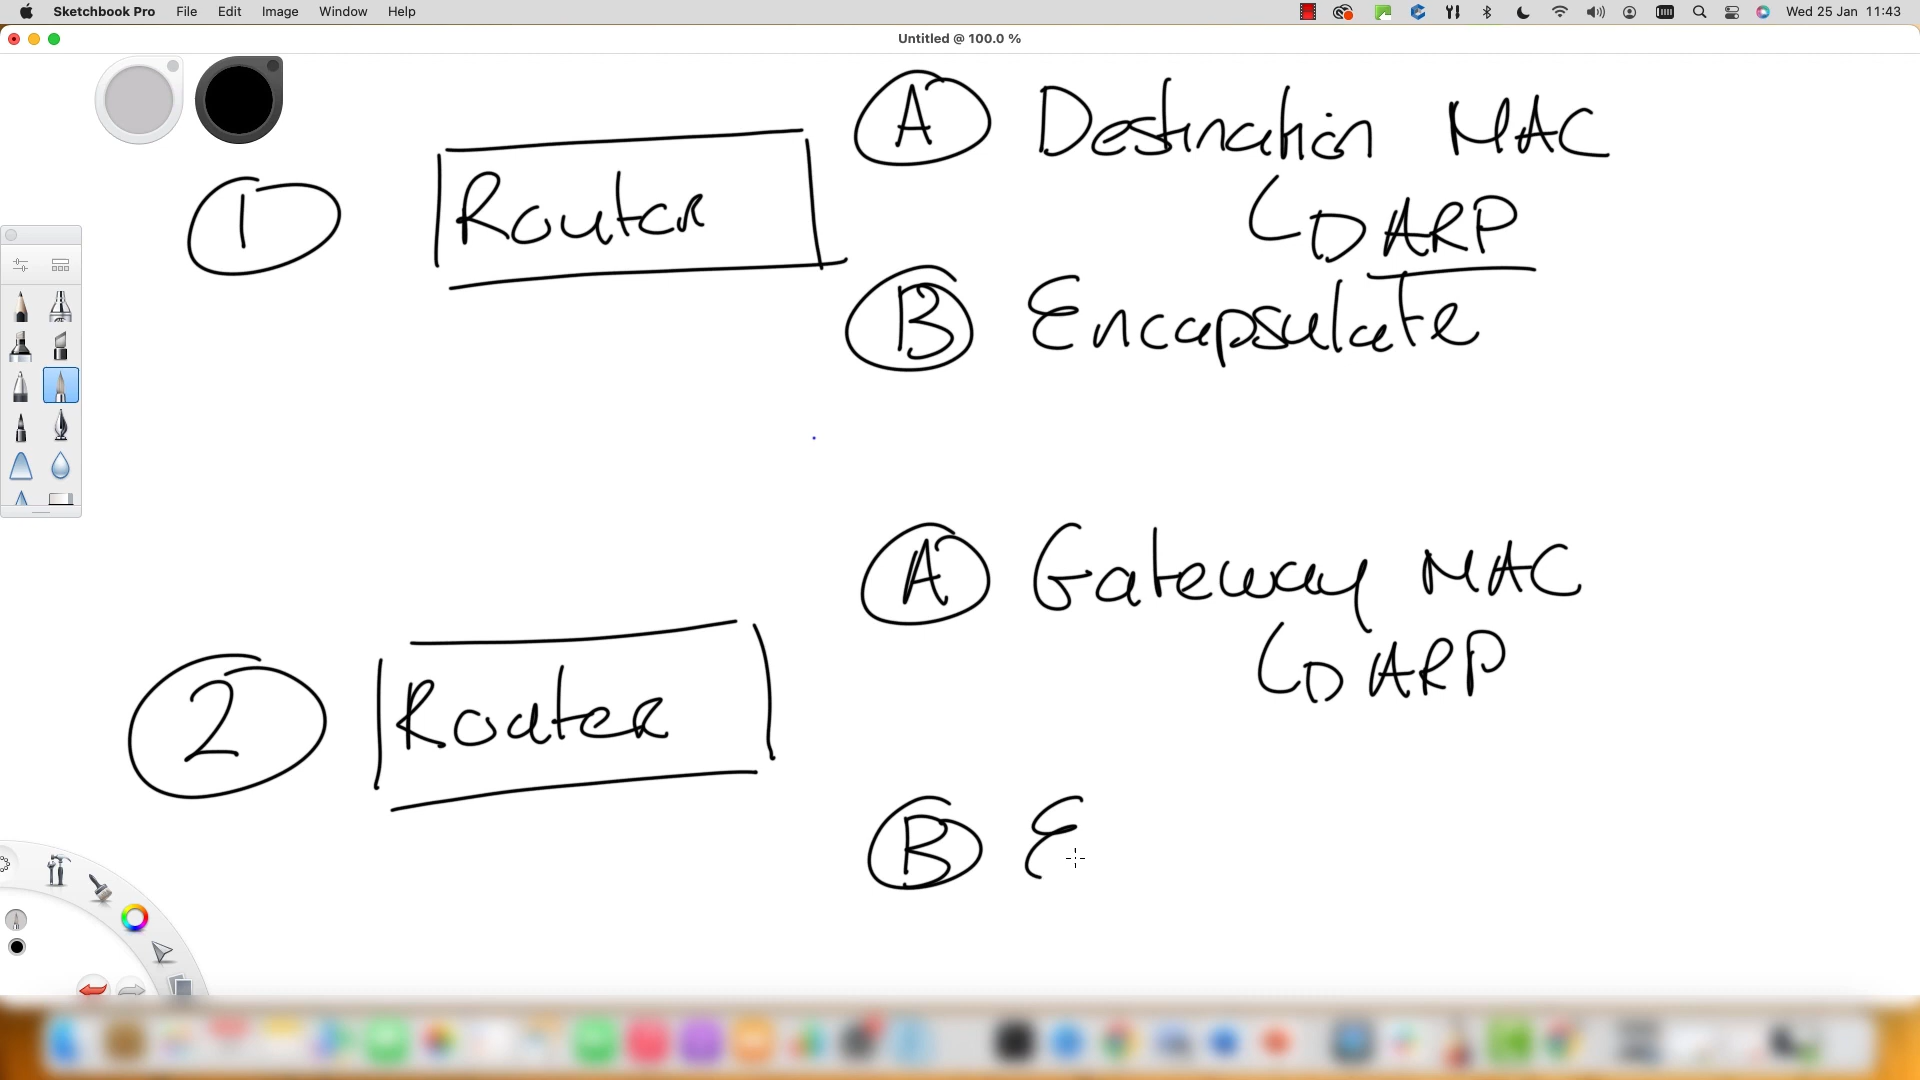 Sketchbook Pro File Edit Image Window Help Wed 25 Jan 11:43
Untitled @ 100.0 %
1 Router
A Destination MAC
ARP
B Encapsulate
2 Router
A Gateway MAC
ARP
B E